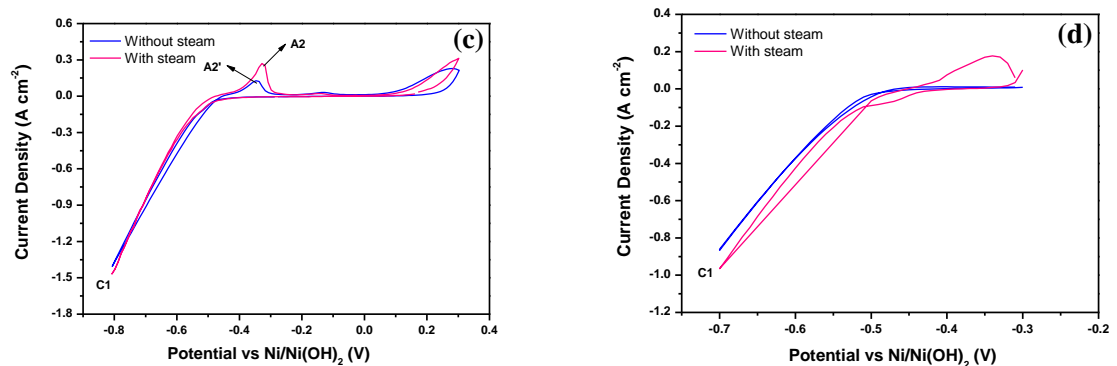 (c)
Without steam
With steam
A2
A2'
C1
0.6
0.3
0.0
-0.3
-0.6
-0.9
-1.2
-1.5
-1.8
Current Density (A cm⁻²)
-0.8 -0.6 -0.4 -0.2 0.0 0.2 0.4
Potential vs Ni/Ni(OH)₂ (V)
(d)
Without steam
With steam
C1
0.4
0.2
0.0
-0.2
-0.4
-0.6
-0.8
-1.0
-1.2
Current Density (A cm⁻²)
-0.7 -0.6 -0.5 -0.4 -0.3 -0.2
Potential vs Ni/Ni(OH)₂ (V)